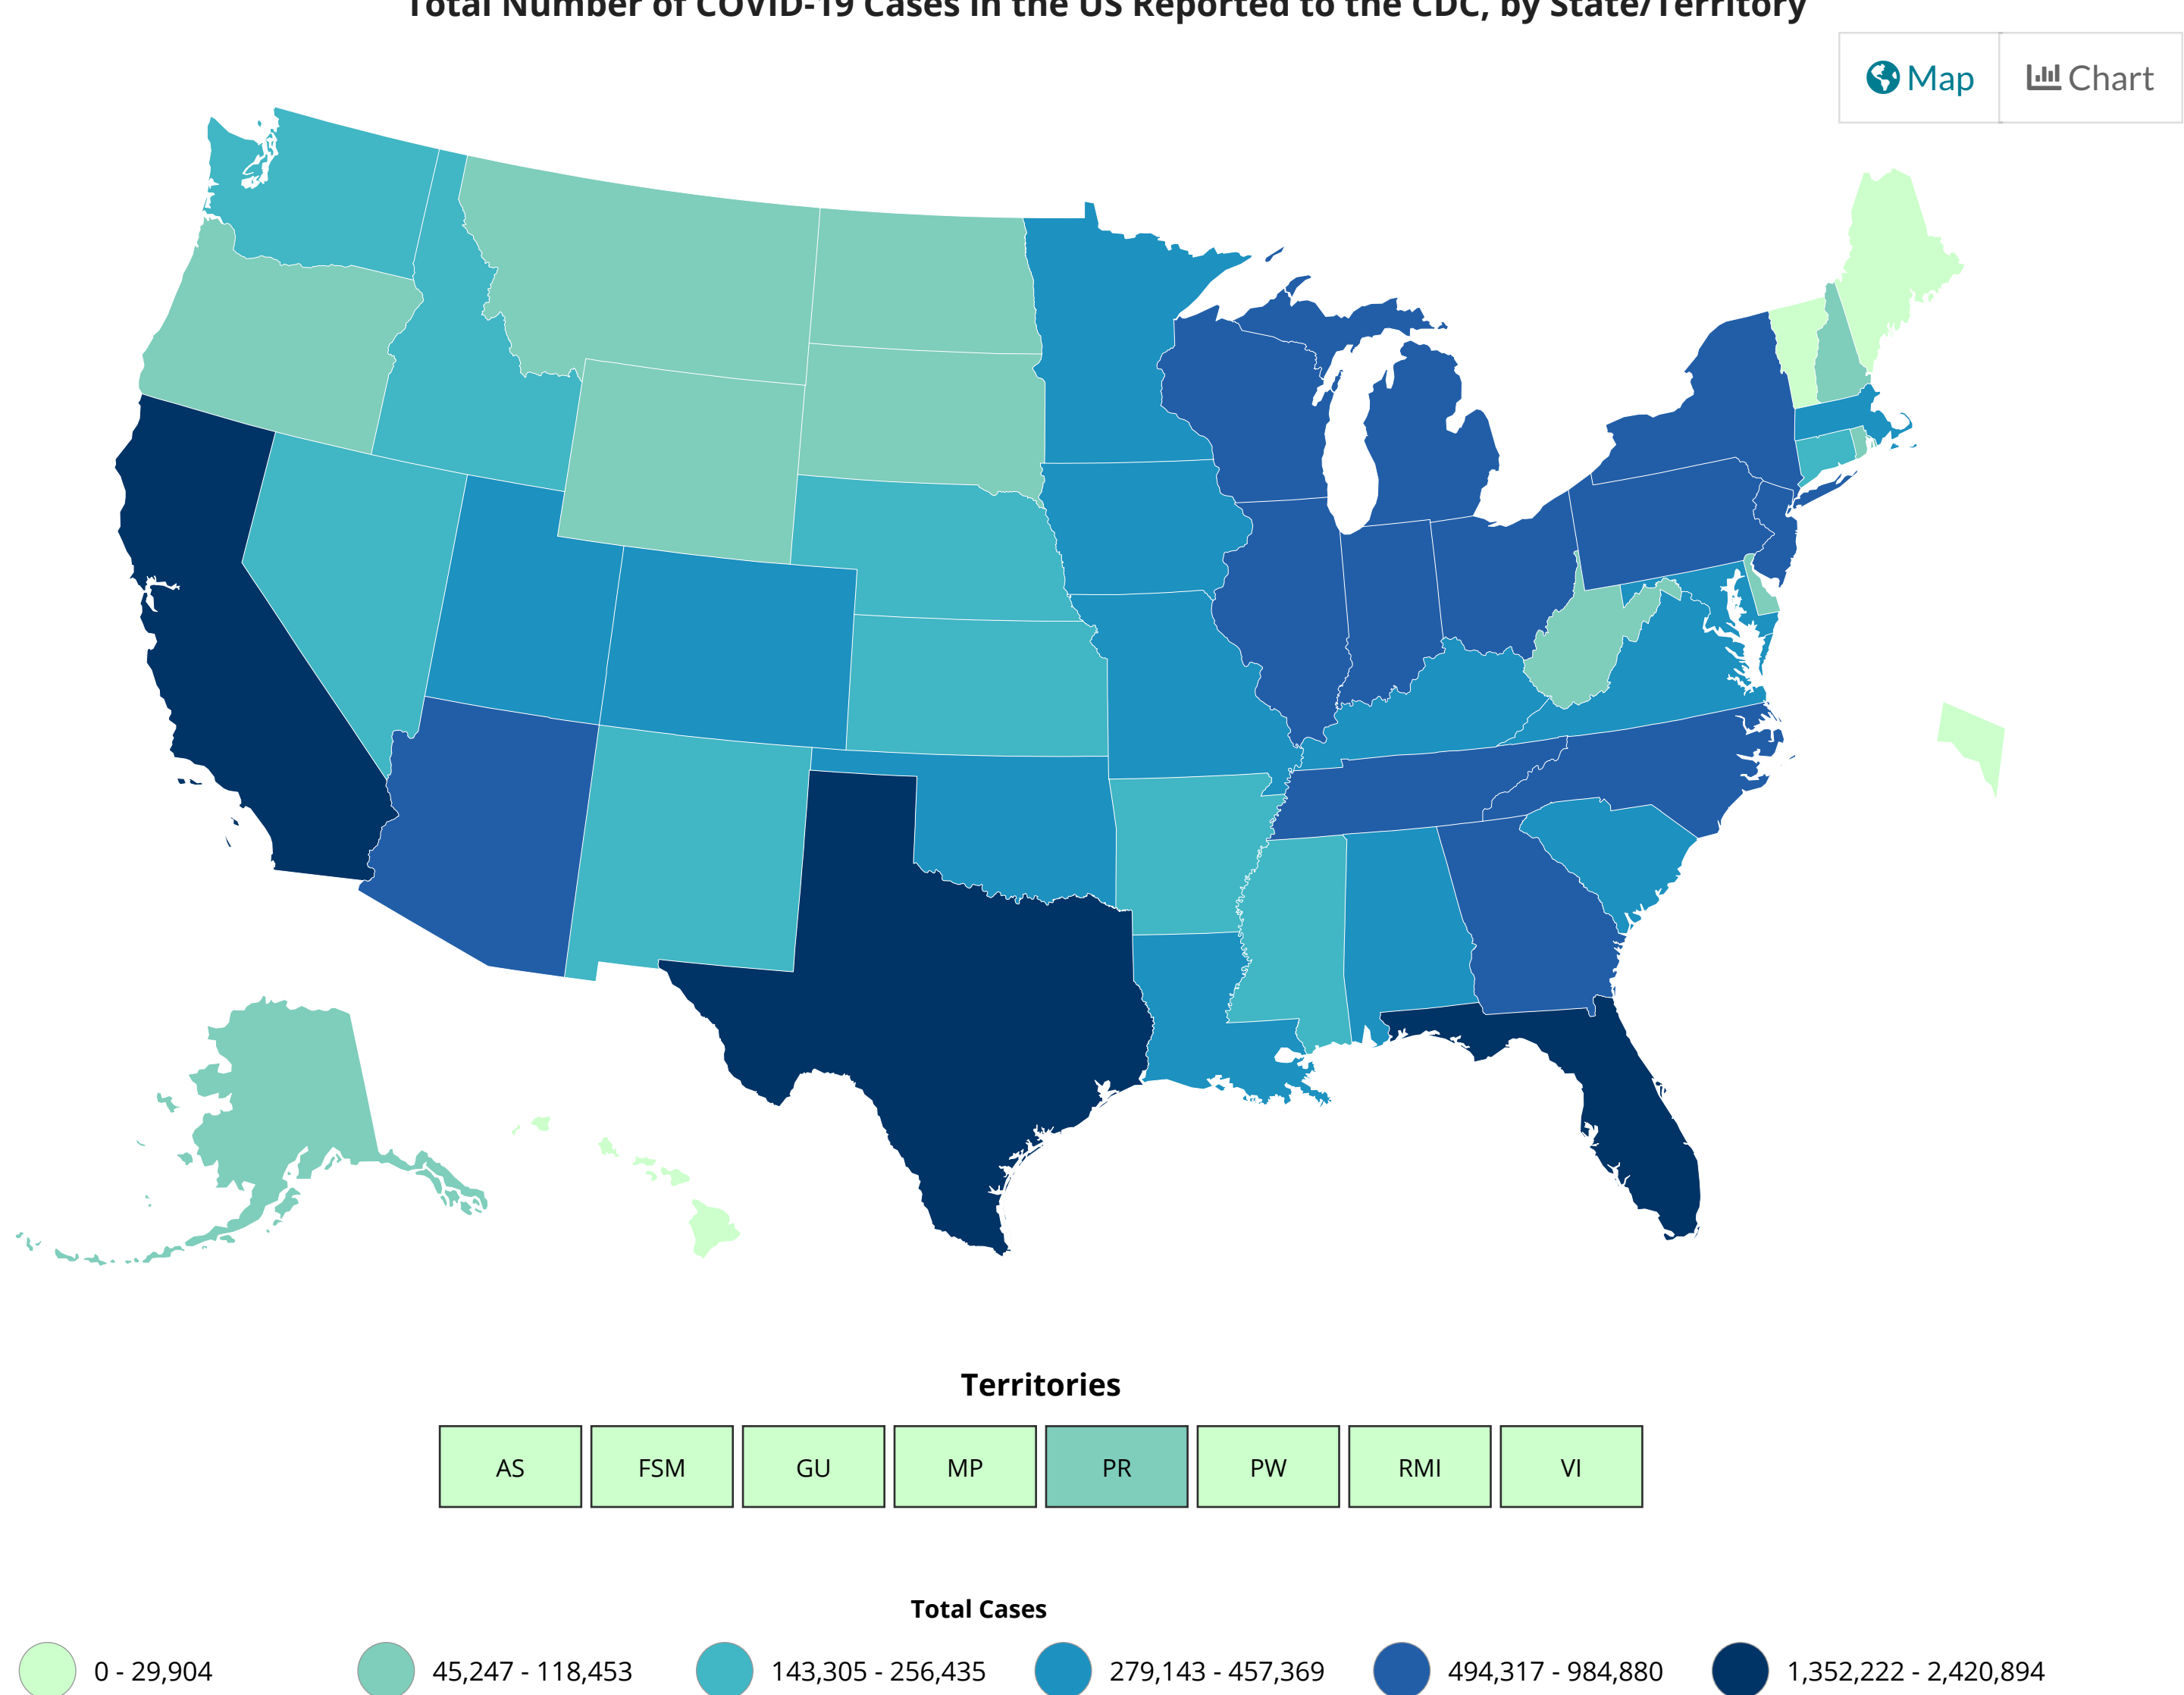 Total Number of COVID-19 Cases in the US Reported to the CDC, by State/Territory
Map
Chart
Territories
AS
FSM
GU
MP
PR
PW
RMI
VI
Total Cases
0 - 29,904
45,247 - 118,453
143,305 - 256,435
279,143 - 457,369
494,317 - 984,880
1,352,222 - 2,420,894